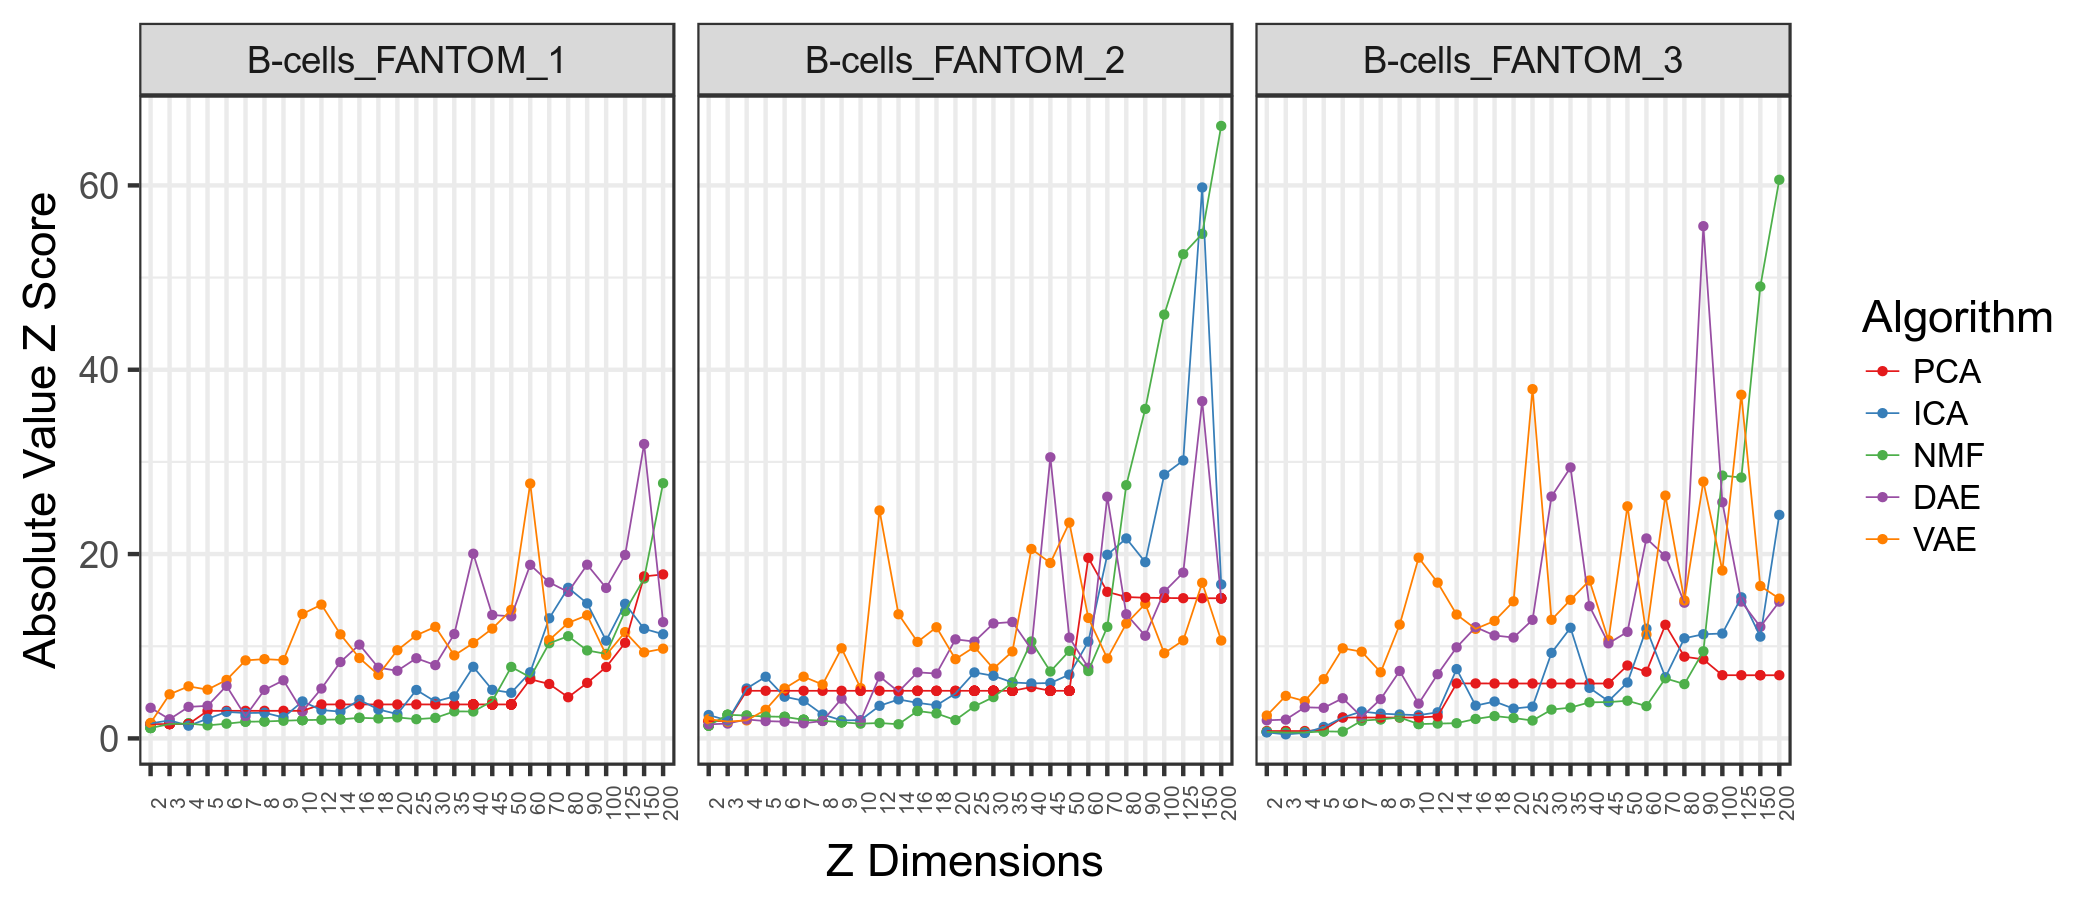 B-cells_FANTOM_1 B-cells_FANTOM_2 B-cells_FANTOM_3
Absolute Value Z Score
60
40
20
0
2 3 4 5 6 7 8 9 10 12 14 16 18 20 25 30 35 40 45 50 60 70 80 90 100 125 150 200
2 3 4 5 6 7 8 9 10 12 14 16 18 20 25 30 35 40 45 50 60 70 80 90 100 125 150 200
2 3 4 5 6 7 8 9 10 12 14 16 18 20 25 30 35 40 45 50 60 70 80 90 100 125 150 200
Z Dimensions
Algorithm
PCA
ICA
NMF
DAE
VAE